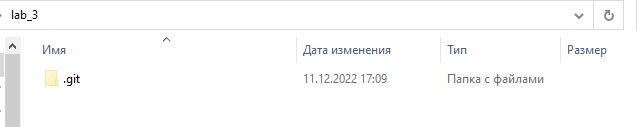 lab_3
Имя Дата изменения Тип Размер
.git 11.12.2022 17:09 Папка с файлами